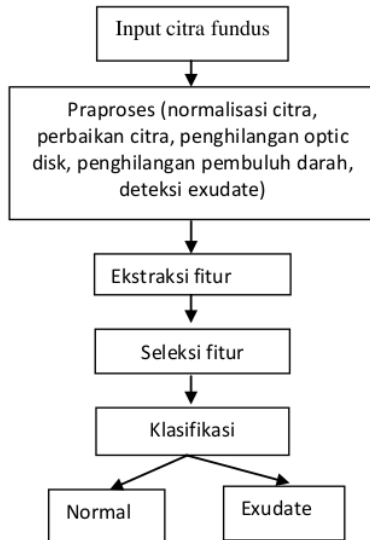 Input citra fundus
Praproses (normalisasi citra,
perbaikan citra, penghilangan optic
disk, penghilangan pembuluh darah,
deteksi exudate)
Ekstraksi fitur
Seleksi fitur
Klasifikasi
Normal
Exudate